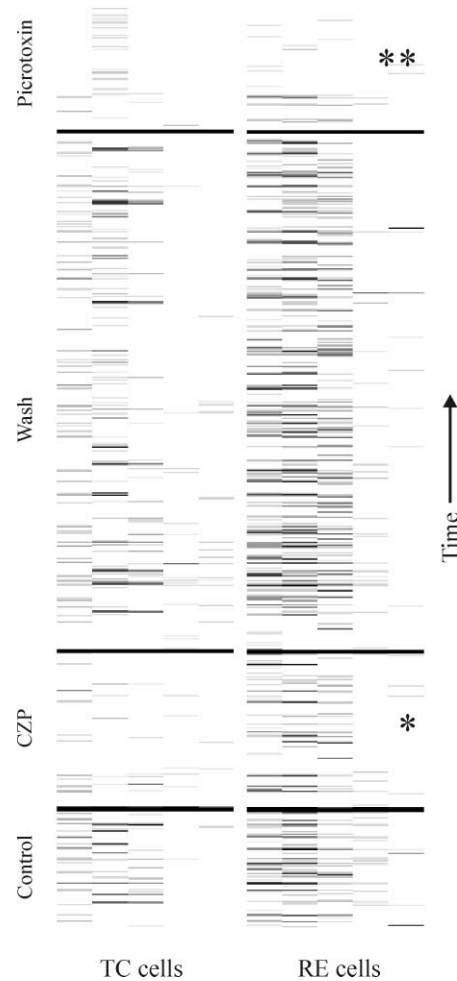 Picrotoxin
**
Wash
Time
CZP
*
Control
TC cells
RE cells